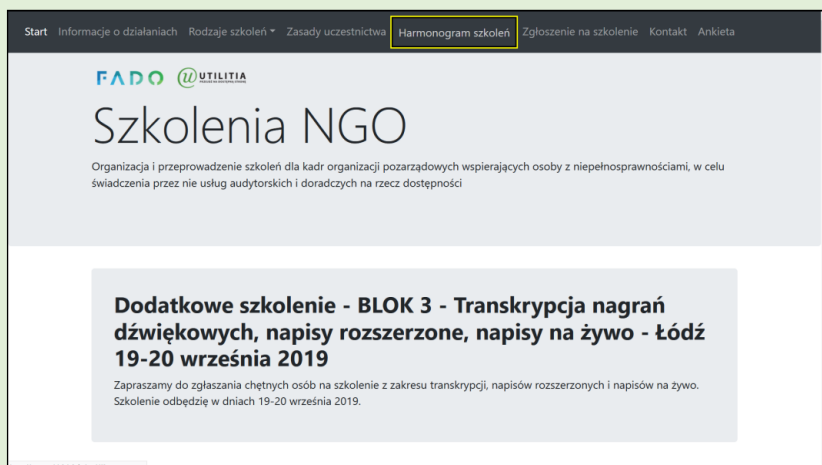 Start Informacje o działaniach Rodzaje szkoleń Zasady uczestnictwa Harmonogram szkoleń Zgłoszenie na szkolenie Kontakt Ankieta
FADO UTILITIA
Szkolenia NGO
Organizacja i przeprowadzenie szkoleń dla kadr organizacji pozarządowych wspierających osoby z niepełnosprawnościami, w celu
świadczenia przez nie usług audytorskich i doradczych na rzecz dostępności
Dodatkowe szkolenie - BLOK 3 - Transkrypcja nagrań
dźwiękowych, napisy rozszerzone, napisy na żywo - Łódź
19-20 września 2019
Zapraszamy do zgłaszania chętnych osób na szkolenie z zakresu transkrypcji, napisów rozszerzonych i napisów na żywo.
Szkolenie odbędzię w dniach 19-20 września 2019.